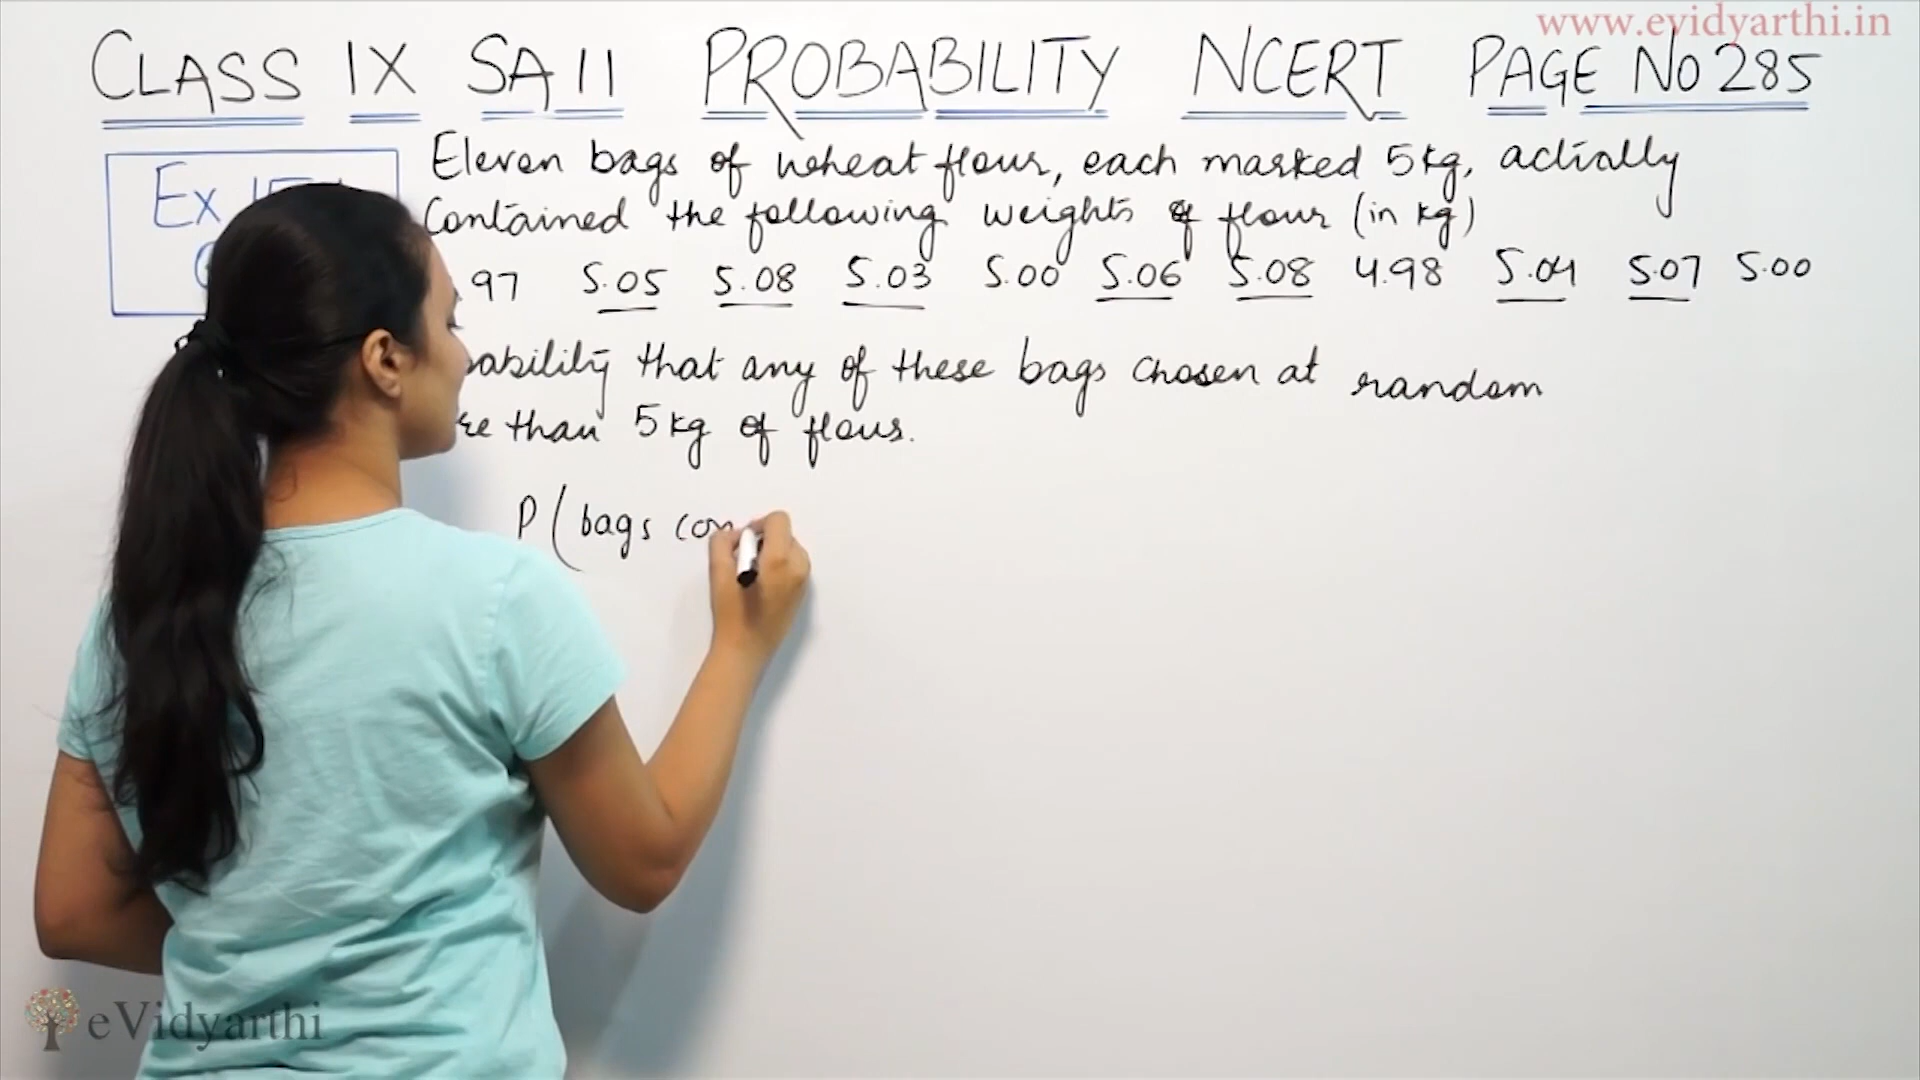 www.evidyarthi.in
CLASS IX SA II PROBABILITY NCERT PAGE No 285
Ex
Eleven bags of wheat flour, each marked 5kg, actially
Contained the following weights of flour (in kg)
.97 5.05 5.08 5.03 5.00 5.06 5.08 4.98 5.04 5.07 5.00
that any of these bags chosen at random
than 5kg of flour.
P (bags con
eVidyarthi